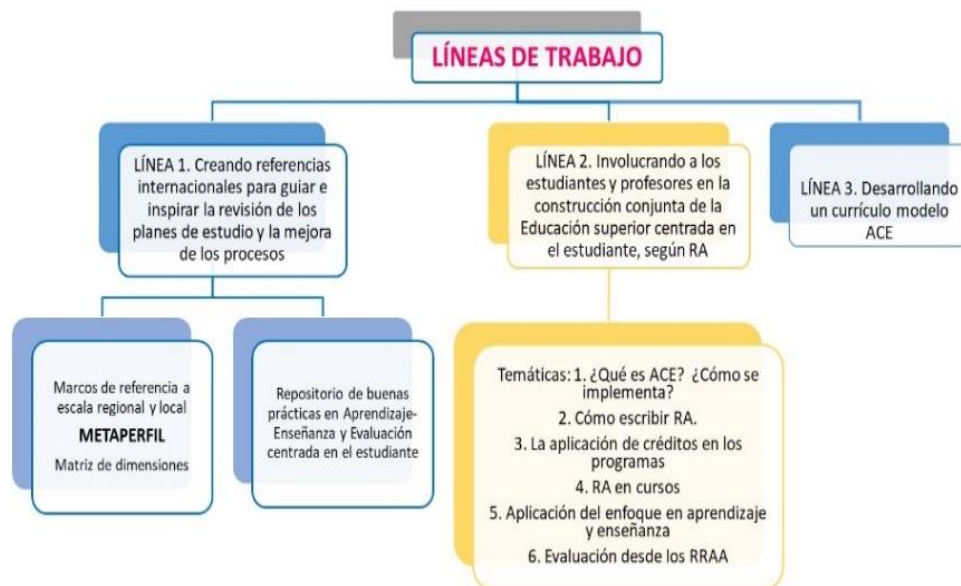 LÍNEAS DE TRABAJO
LÍNEA 1. Creando referencias
internacionales para guiar e
inspirar la revisión de los
planes de estudio y la mejora
de los procesos
LÍNEA 2. Involucrando a los
estudiantes y profesores en la
construcción conjunta de la
Educación superior centrada en
el estudiante, según RA
LÍNEA 3. Desarrollando
un currículo modelo
ACE
Marcos de referencia a
escala regional y local
METAPERFIL
Matriz de dimensiones
Repositorio de buenas
prácticas en Aprendizaje-
Enseñanza y Evaluación
centrada en el estudiante
Temáticas: 1. ¿Qué es ACE? ¿Cómo se
implementa?
2. Cómo escribir RA.
3. La aplicación de créditos en los
programas
4. RA en cursos
5. Aplicación del enfoque en aprendizaje
y enseñanza
6. Evaluación desde los RRAA